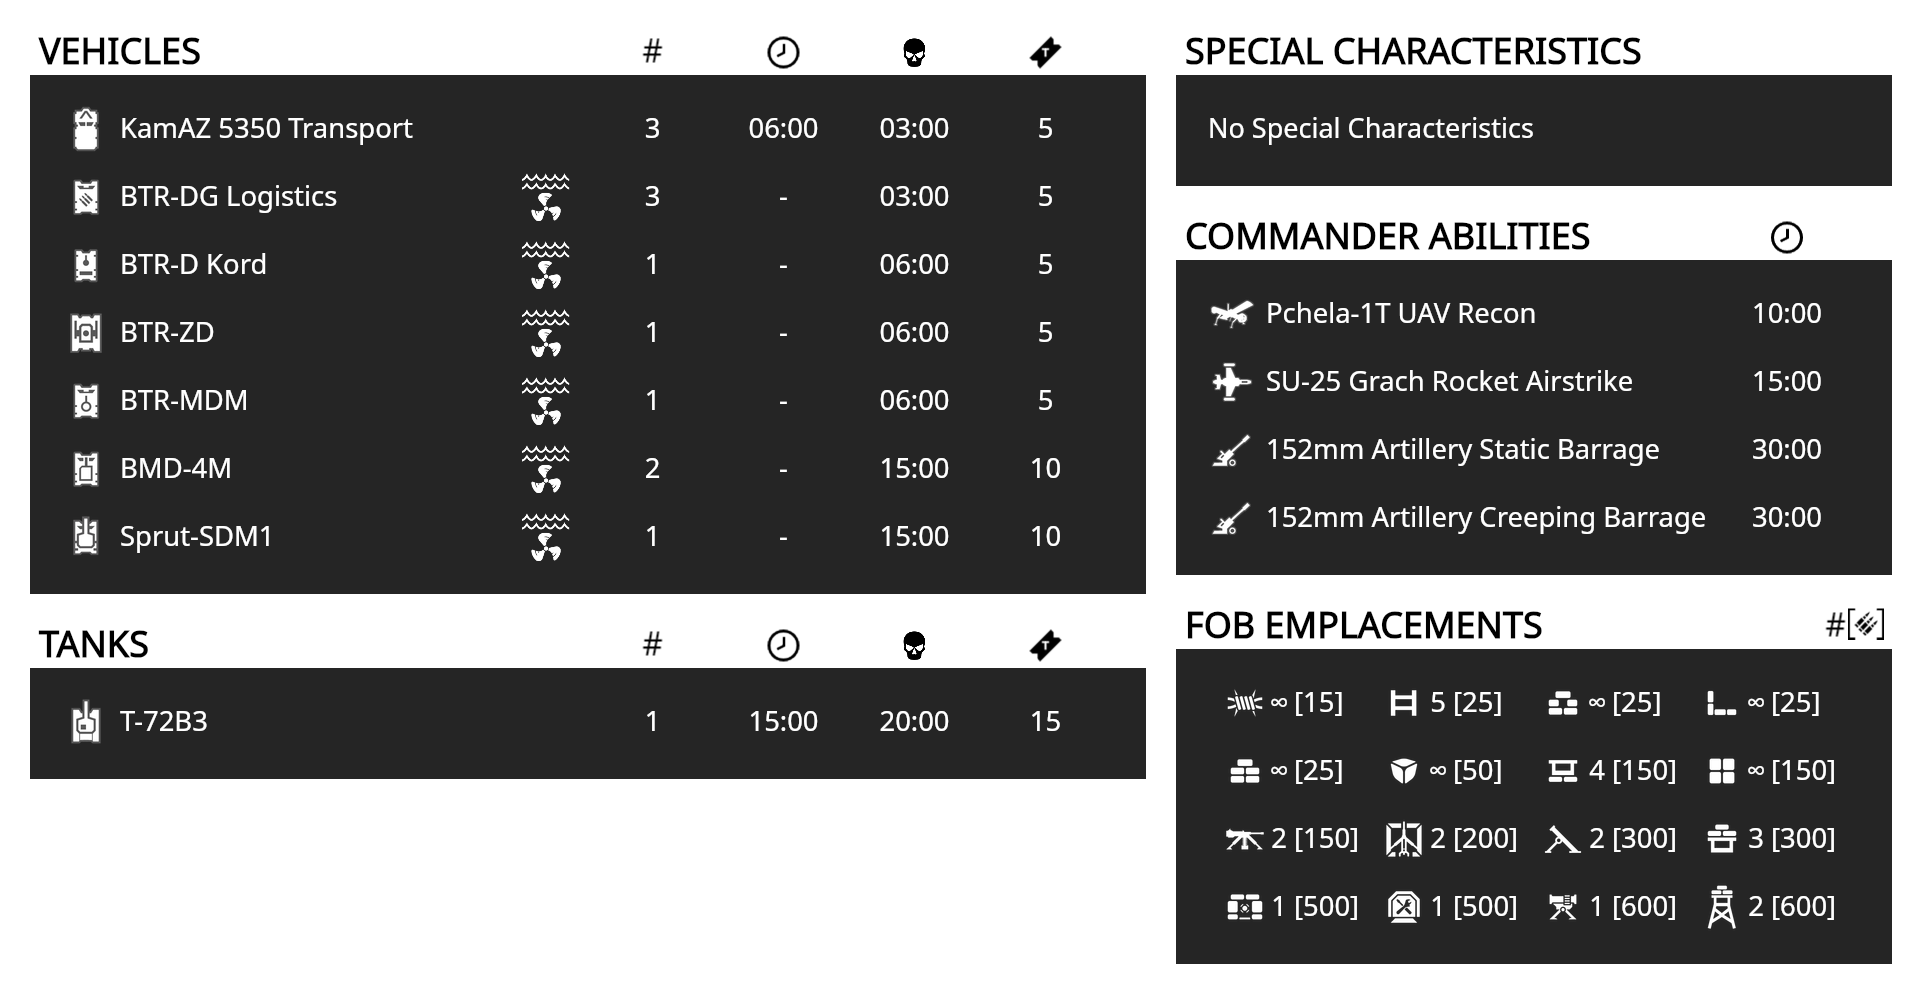 VEHICLES #
KamAZ 5350 Transport 3 06:00 03:00 5
BTR-DG Logistics 3 - 03:00 5
BTR-D Kord 1 - 06:00 5
BTR-ZD 1 - 06:00 5
BTR-MDM 1 - 06:00 5
BMD-4M 2 - 15:00 10
Sprut-SDM1 1 - 15:00 10
TANKS #
T-72B3 1 15:00 20:00 15
SPECIAL CHARACTERISTICS
No Special Characteristics
COMMANDER ABILITIES
Pchela-1T UAV Recon 10:00
SU-25 Grach Rocket Airstrike 15:00
152mm Artillery Static Barrage 30:00
152mm Artillery Creeping Barrage 30:00
FOB EMPLACEMENTS #[]
∞ [15] 5 [25] ∞ [25] ∞ [25]
∞ [25] ∞ [50] 4 [150] ∞ [150]
2 [150] 2 [200] 2 [300] 3 [300]
1 [500] 1 [500] 1 [600] 2 [600]